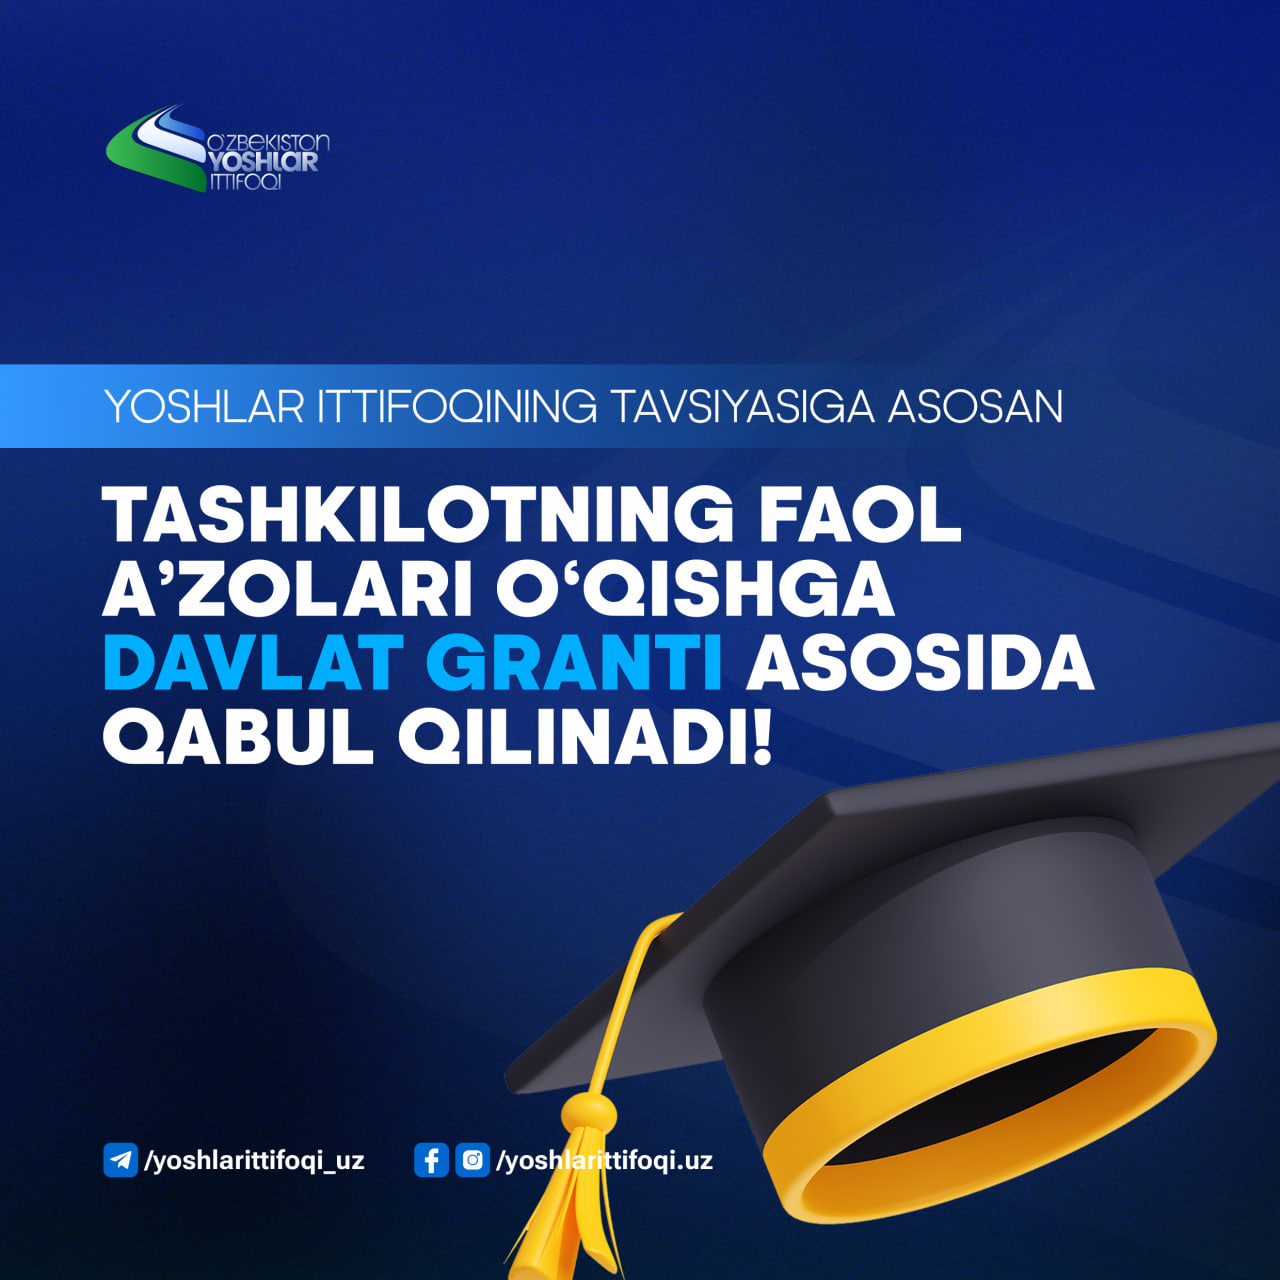 O'ZBEKISTON
YOSHLAR
ITTIFOQI
YOSHLAR ITTIFOQINING TAVSIYASIGA ASOSAN
TASHKILOTNING FAOL
A’ZOLARI O‘QISHGA
DAVLAT GRANTI ASOSIDA
QABUL QILINADI!
/yoshlarittifoqi_uz
/yoshlarittifoqi.uz